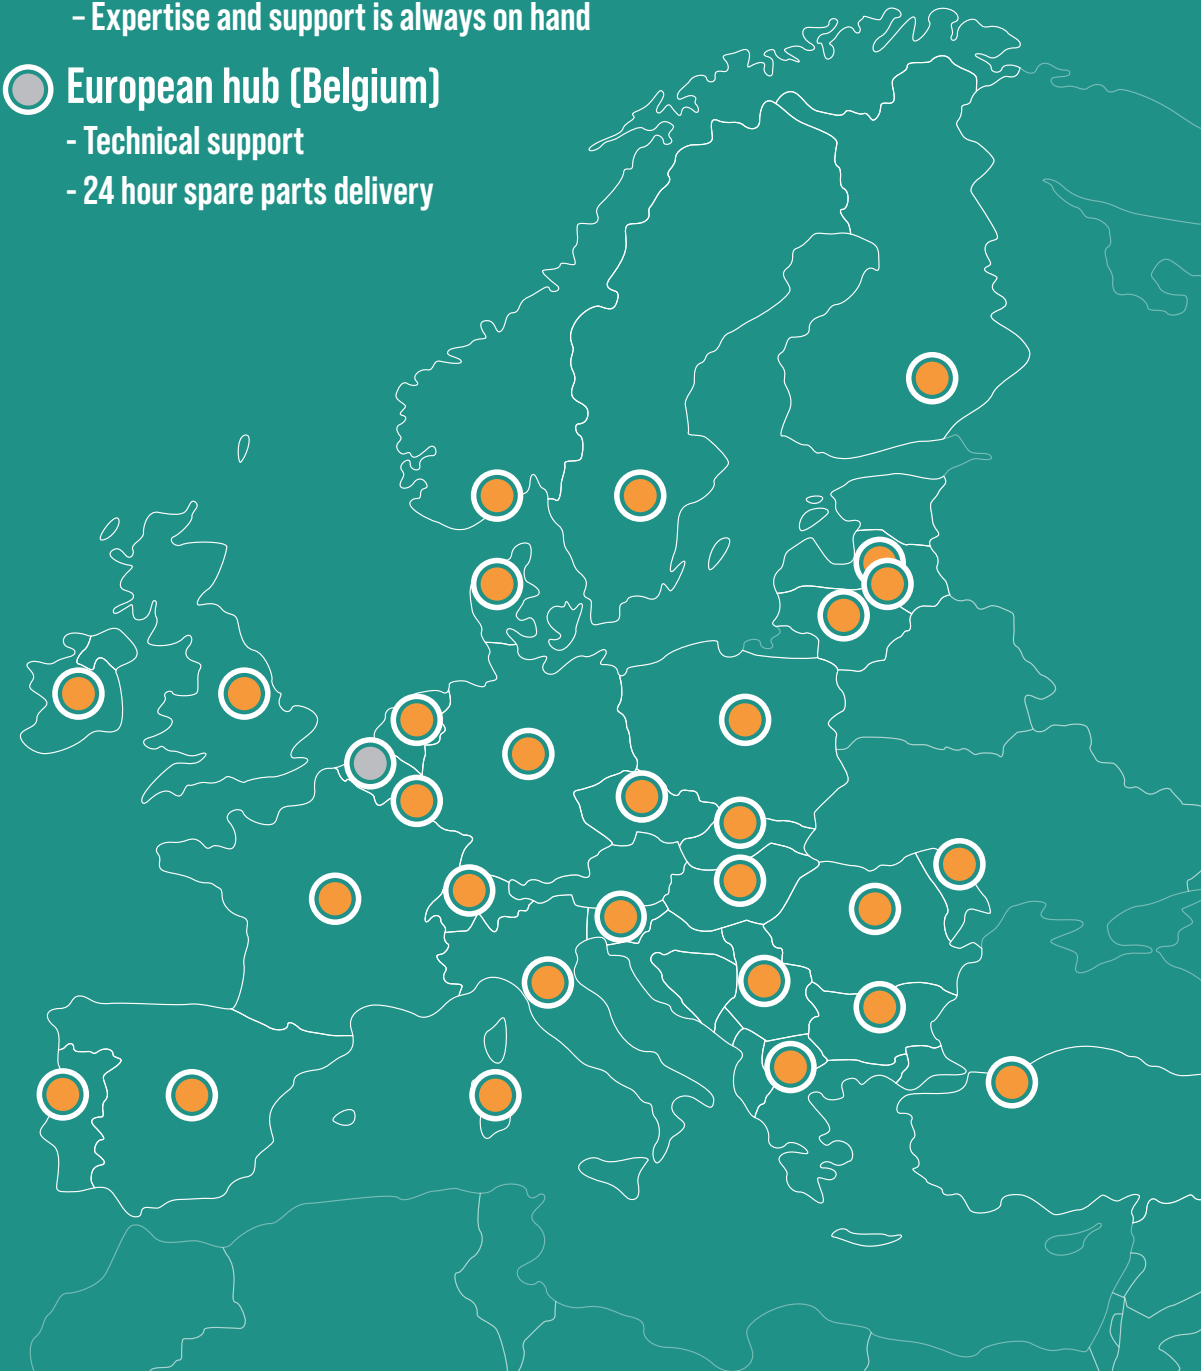 – Expertise and support is always on hand
European hub (Belgium)
- Technical support
- 24 hour spare parts delivery